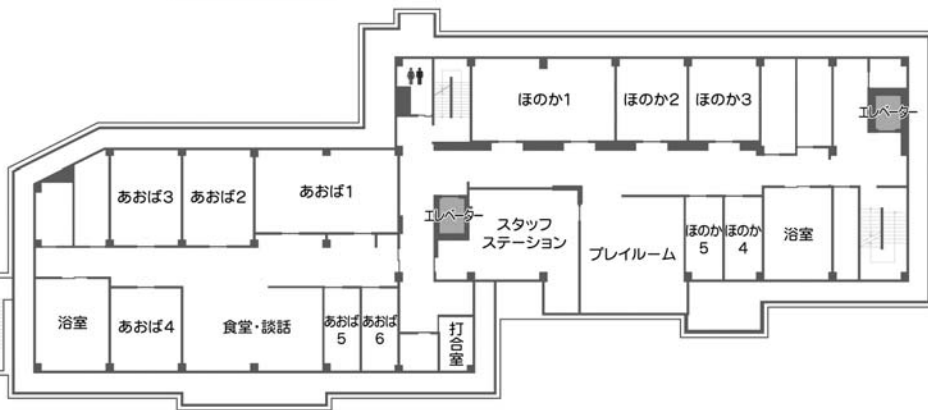 ほのか1
ほのか2
ほのか3
エレベーター
あおば3
あおば2
あおば1
エレベーター
スタッフ
ステーション
プレイルーム
ほのか
5
ほのか
4
浴室
浴室
あおば4
食堂・談話
あおば
5
あおば
6
打合室